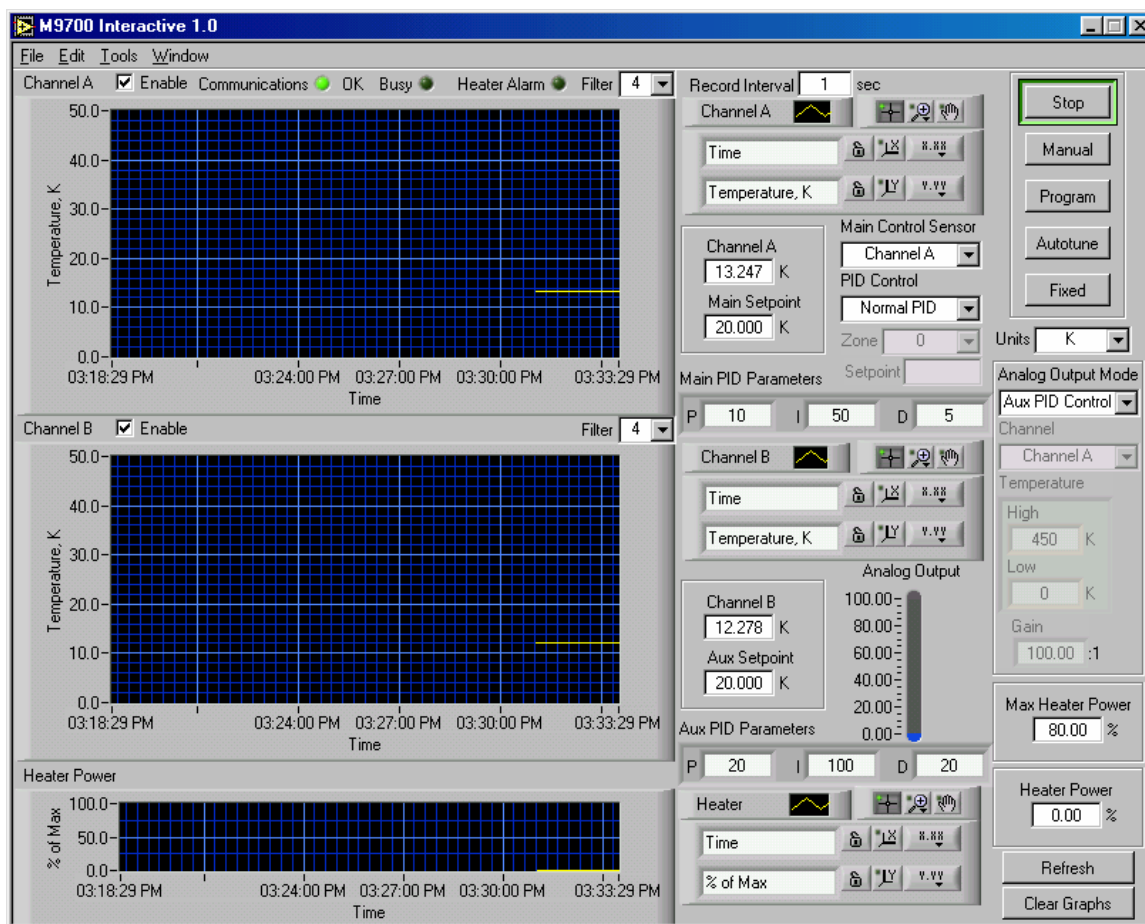 M9700 Interactive 1.0
File Edit Tools Window
Channel A Enable Communications OK Busy Heater Alarm Filter 4
50.0
40.0
30.0
20.0
10.0
0.0
Temperature, K
03:18:29 PM 03:24:00 PM 03:27:00 PM 03:30:00 PM 03:33:29 PM
Time
Record Interval 1 sec
Channel A
Time X.XX
Temperature, K Y.YY
Channel A
13.247 K
Main Setpoint
20.000 K
Main Control Sensor
Channel A
PID Control
Normal PID
Zone 0
Setpoint
Main PID Parameters
P 10 I 50 D 5
Stop
Manual
Program
Autotune
Fixed
Units K
Analog Output Mode
Aux PID Control
Channel
Channel A
Temperature
High
450 K
Low
0 K
Gain
100.00 :1
Channel B Enable Filter 4
50.0
40.0
30.0
20.0
10.0
0.0
Temperature, K
03:18:29 PM 03:24:00 PM 03:27:00 PM 03:30:00 PM 03:33:29 PM
Time
Channel B
Time X.XX
Temperature, K Y.YY
Channel B
12.278 K
Aux Setpoint
20.000 K
Analog Output
100.00
80.00
60.00
40.00
20.00
0.00
Aux PID Parameters
P 20 I 100 D 20
Max Heater Power
80.00 %
Heater Power
0.00 %
Refresh
Clear Graphs
Heater Power
100.0
50.0
0.0
% of Max
03:18:29 PM 03:24:00 PM 03:27:00 PM 03:30:00 PM 03:33:29 PM
Time
Heater
Time X.XX
% of Max Y.YY